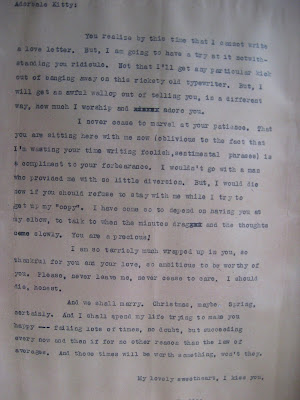 Adorable Kitty:
You realize by this time that I cannot write
a love letter. But, I am going to have a try at it notwith-
standing you ridicule. Not that I'll get any particular kick
out of banging away on this rickety old typewriter. But, I
will get an awful wallop out of telling you, in a different
way, how much I worship and xxxxx adore you.
I never cease to marvel at your patience. That
you are sitting here with me now (oblivious to the fact that
I'm wasting your time writing foolish,sentimental phrases) is
a compliment to your forbearance. I wouldn't go with a man
who provided me with so little diversion. But, I would die
now if you should refuse to stay with me while I try to
get up my "copy". I have come so to depend on having you at
my elbow, to talk to when the minutes drag and the thoughts
come slowly. You are a precious!
I am so terribly much wrapped up in you, so
thankful for you and your love, so ambitious to be worthy of
you. Please, never leave me, never cease to care. I should
die, honest.
And we shall marry. Christmas, maybe. Spring,
certainly. And I shall spend my life trying to make you
happy --- failing lots of times, no doubt, but succeeding
every now and then if for no other reason than the law of
averages. And those times will be worth something, won't they.
My lovely sweetheart, I kiss you,